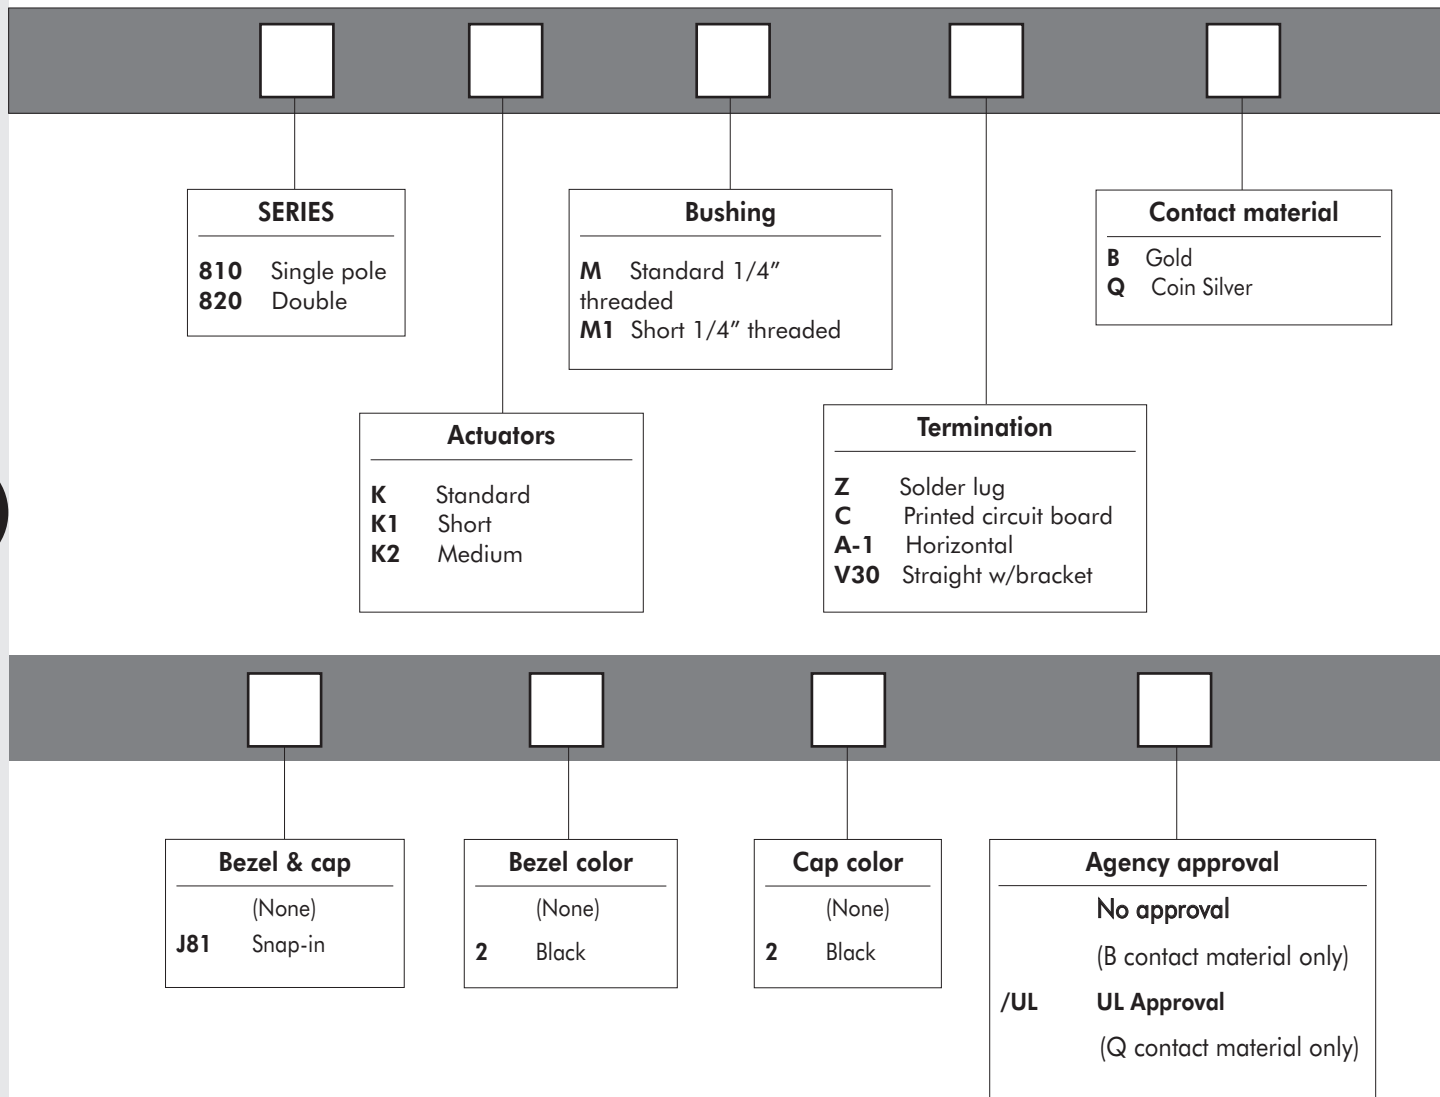 SERIES
810 Single pole
820 Double
Bushing
M Standard 1/4"
threaded
M1 Short 1/4" threaded
Contact material
B Gold
Q Coin Silver
Actuators
K Standard
K1 Short
K2 Medium
Termination
Z Solder lug
C Printed circuit board
A-1 Horizontal
V30 Straight w/bracket
Bezel & cap
(None)
J81 Snap-in
Bezel color
(None)
2 Black
Cap color
(None)
2 Black
Agency approval
No approval
(B contact material only)
/UL UL Approval
(Q contact material only)